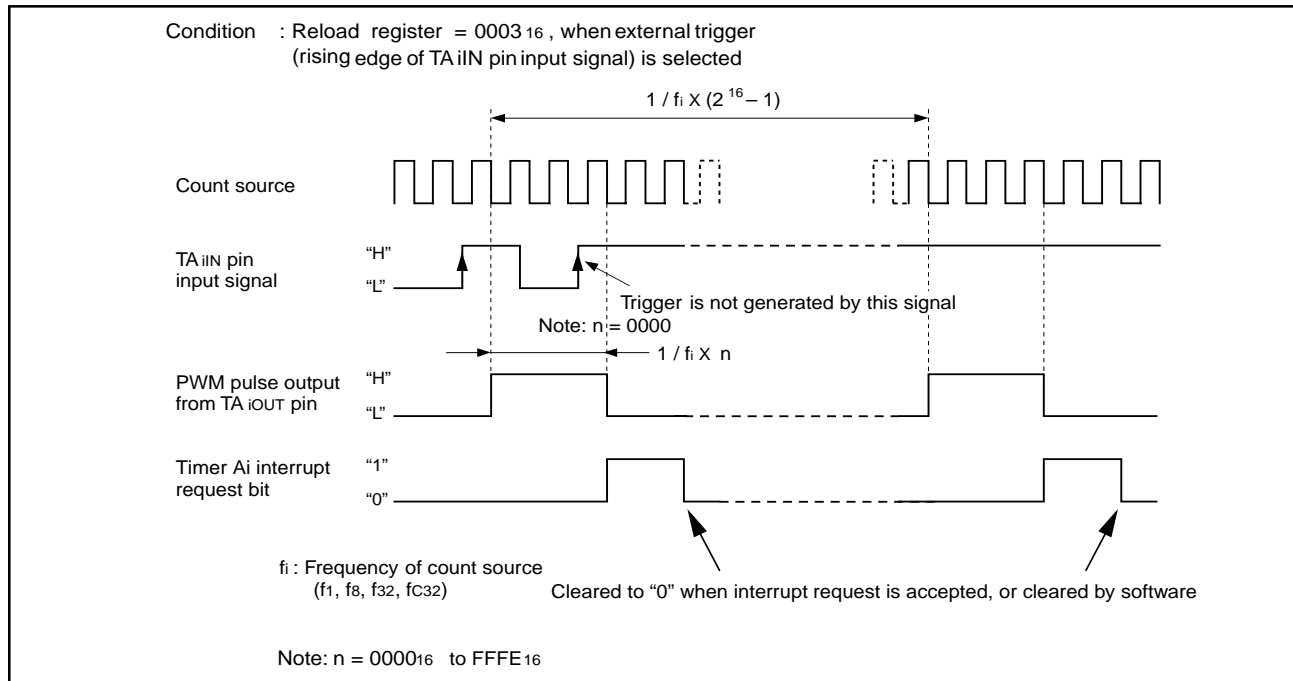 Condition : Reload register = 0003 16 , when external trigger
(rising edge of TA iIN pin input signal) is selected
1 / fi X (2 16 – 1)
Count source
TA iIN pin
input signal
“H”
“L”
Trigger is not generated by this signal
Note: n = 0000
1 / fi X n
PWM pulse output
from TA iOUT pin
“H”
“L”
Timer Ai interrupt
request bit
“1”
“0”
fi : Frequency of count source
(f1, f8, f32, fC32)
Cleared to “0” when interrupt request is accepted, or cleared by software
Note: n = 000016 to FFFE 16